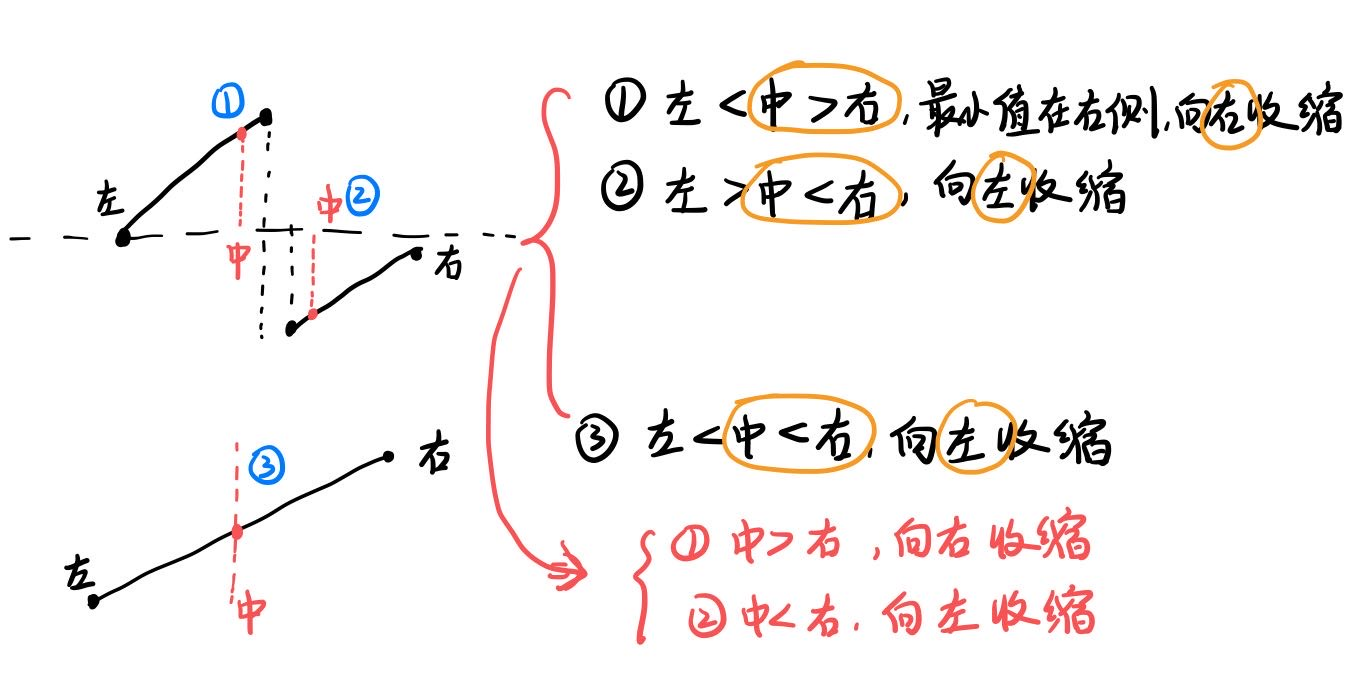 ①
② 中
左
中
右
① 左<中>右,最小值在右侧,向右收缩
② 左>中<右,向左收缩
③
右
左
中
③ 左<中<右,向左收缩
① 中>右,向右收缩
② 中<右.向左收缩